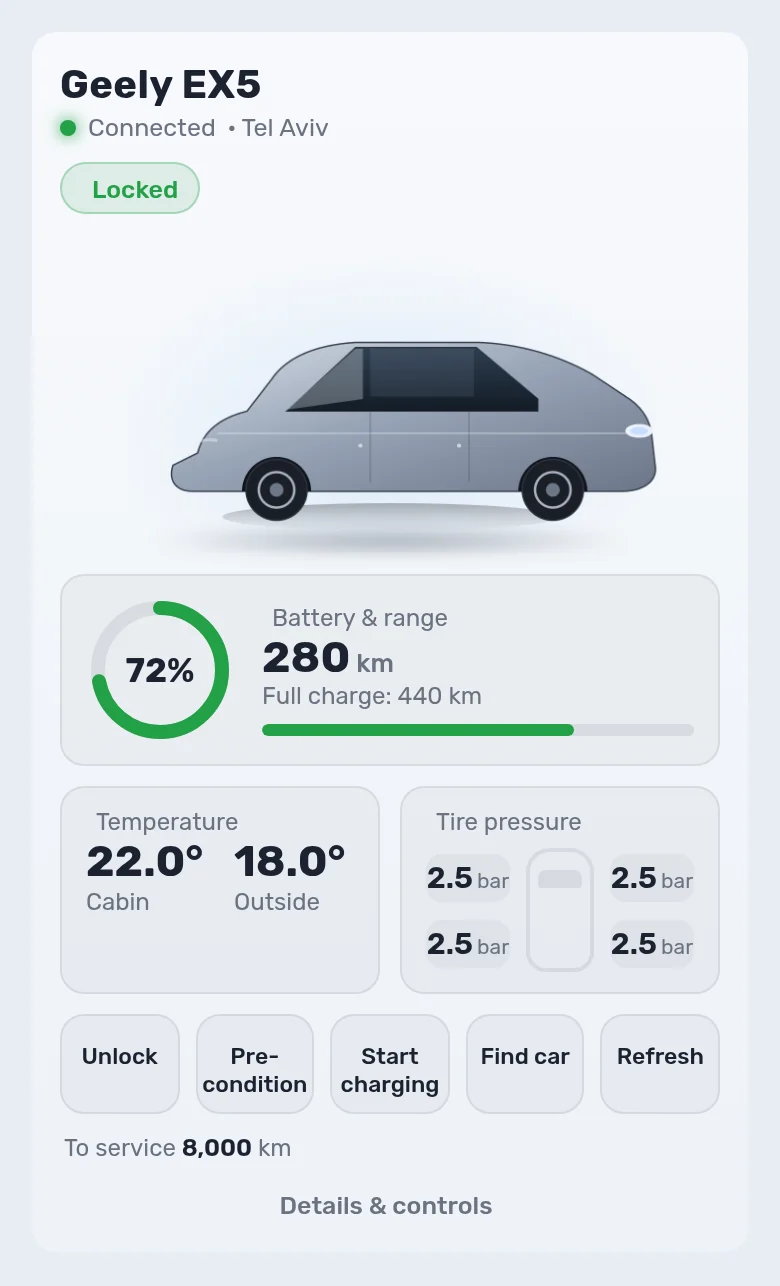 Geely EX5
Connected • Tel Aviv
Locked
72%
Battery & range
280 km
Full charge: 440 km
Temperature
22.0° 18.0°
Cabin Outside
Tire pressure
2.5 bar 2.5 bar
2.5 bar 2.5 bar
Unlock
Pre-
condition
Start
charging
Find car
Refresh
To service 8,000 km
Details & controls